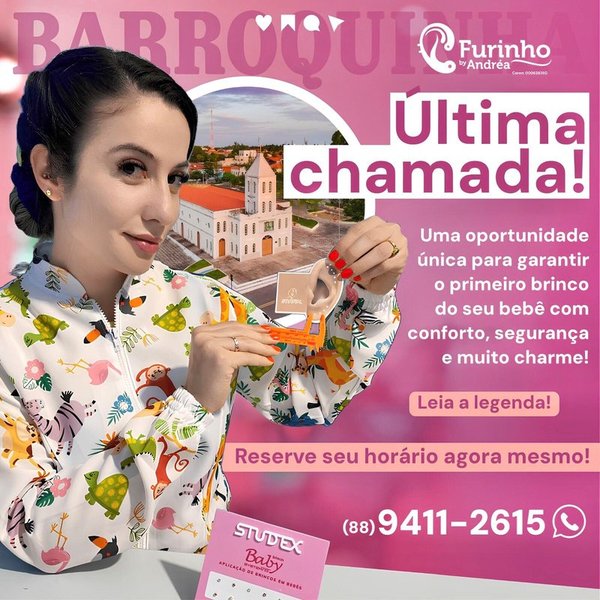 BARROQUINHA
Furinho
by Andréa
Última
chamada!
Uma oportunidade
única para garantir
o primeiro brinco
do seu bebê com
conforto, segurança
e muito charme!
Leia a legenda!
Reserve seu horário agora mesmo!
(88) 9411-2615
STUDEX
Baby
APLICAÇÃO DE BRINCOS EM BEBÊS